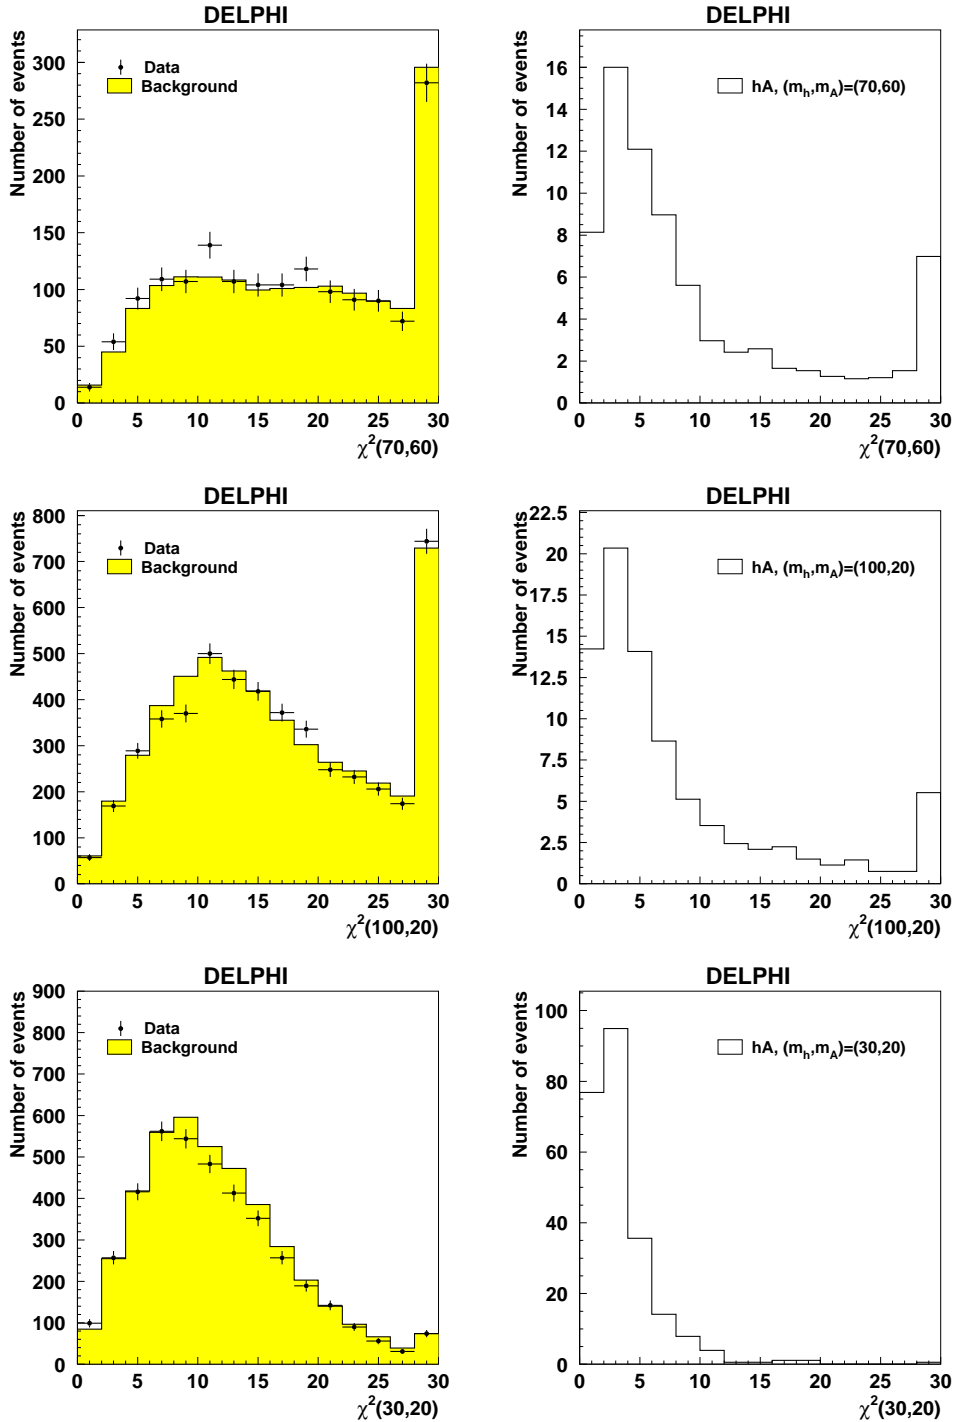 DELPHI
Number of events
Data
Background
300
250
200
150
100
50
0
0 5 10 15 20 25 30
χ²(70,60)
DELPHI
Number of events
hA, (mₕ,m_A)=(70,60)
16
14
12
10
8
6
4
2
0
0 5 10 15 20 25 30
χ²(70,60)
DELPHI
Number of events
Data
Background
800
700
600
500
400
300
200
100
0
0 5 10 15 20 25 30
χ²(100,20)
DELPHI
Number of events
hA, (mₕ,m_A)=(100,20)
22.5
20
17.5
15
12.5
10
7.5
5
2.5
0
0 5 10 15 20 25 30
χ²(100,20)
DELPHI
Number of events
Data
Background
900
800
700
600
500
400
300
200
100
0
0 5 10 15 20 25 30
χ²(30,20)
DELPHI
Number of events
hA, (mₕ,m_A)=(30,20)
100
80
60
40
20
0
0 5 10 15 20 25 30
χ²(30,20)